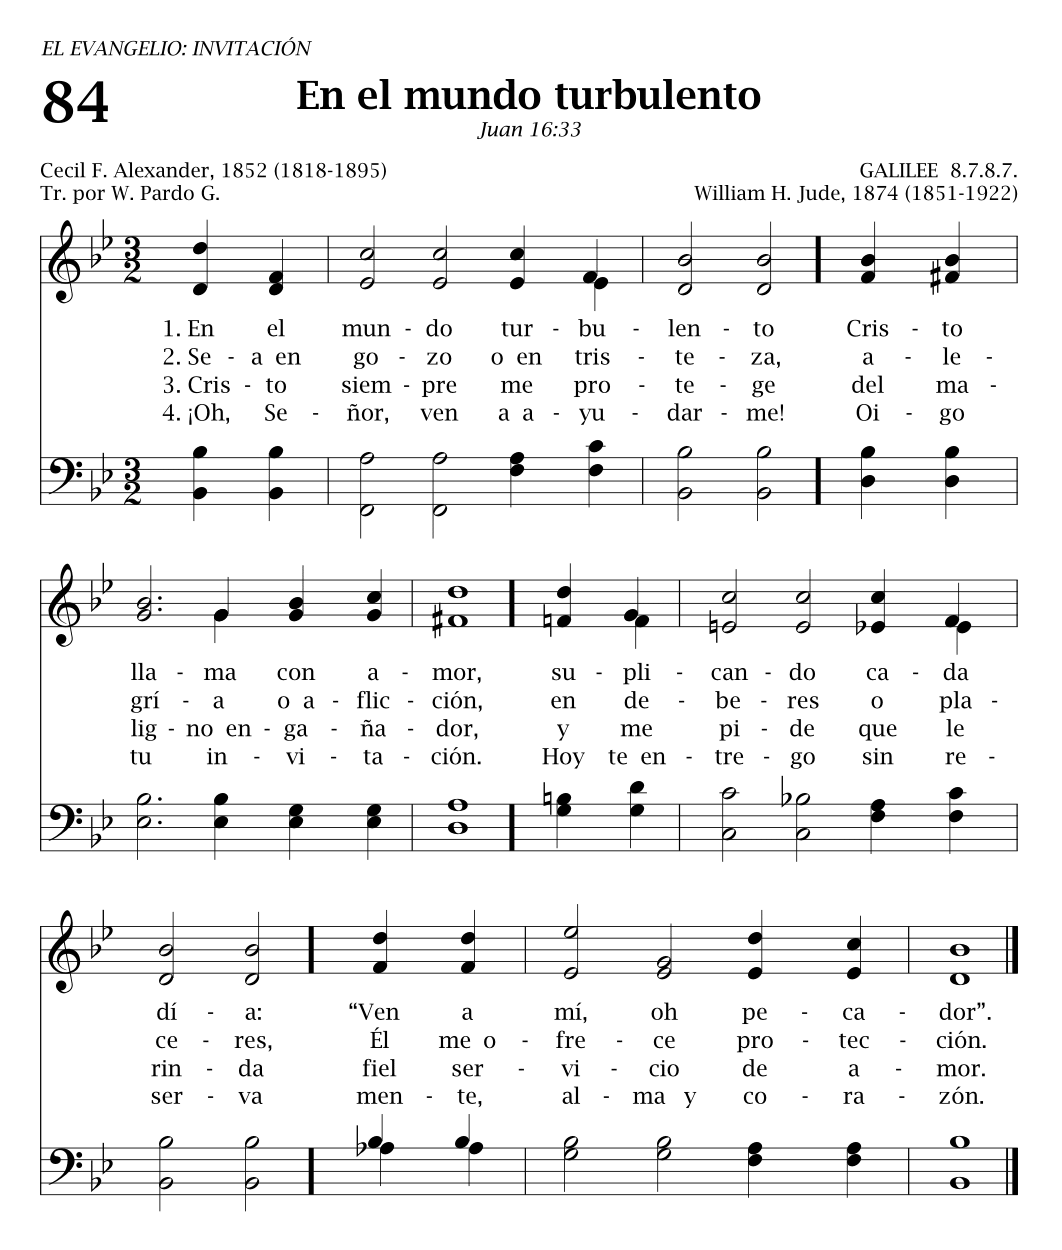 EL EVANGELIO: INVITACIÓN
84
En el mundo turbulento
Juan 16:33
Cecil F. Alexander, 1852 (1818-1895)
GALILEE 8.7.8.7.
Tr. por W. Pardo G.
William H. Jude, 1874 (1851-1922)
1. En el mun - do tur - bu - len - to Cris - to
2. Se - a en go - zo o en tris - te - za, a - le -
3. Cris - to siem - pre me pro - te - ge del ma -
4. ¡Oh, Se - ñor, ven a a - yu - dar - me! Oi - go
lla - ma con a - mor, su - pli - can - do ca - da
grí - a o a - flic - ción, en de - be - res o pla -
lig - no en - ga - ña - dor, y me pi - de que le
tu in - vi - ta - ción. Hoy te en - tre - go sin re -
dí - a: “Ven a mí, oh pe - ca - dor”.
ce - res, Él me o - fre - ce pro - tec - ción.
rin - da fiel ser - vi - cio de a - mor.
ser - va men - te, al - ma y co - ra - zón.